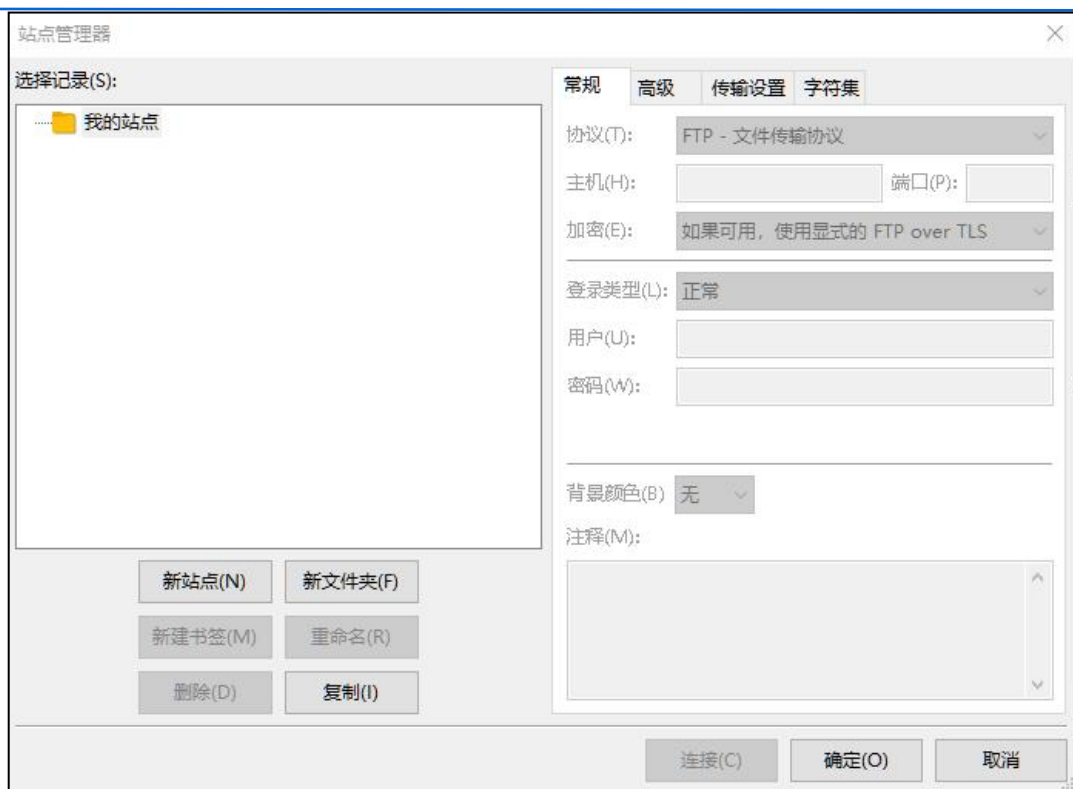 站点管理器
选择记录(S):
我的站点
新站点(N) 新文件夹(F)
新建书签(M) 重命名(R)
删除(D) 复制(I)
常规 高级 传输设置 字符集
协议(T): FTP - 文件传输协议
主机(H): 端口(P):
加密(E): 如果可用，使用显式的 FTP over TLS
登录类型(L): 正常
用户(U):
密码(W):
背景颜色(B) 无
注释(M):
连接(C) 确定(O) 取消